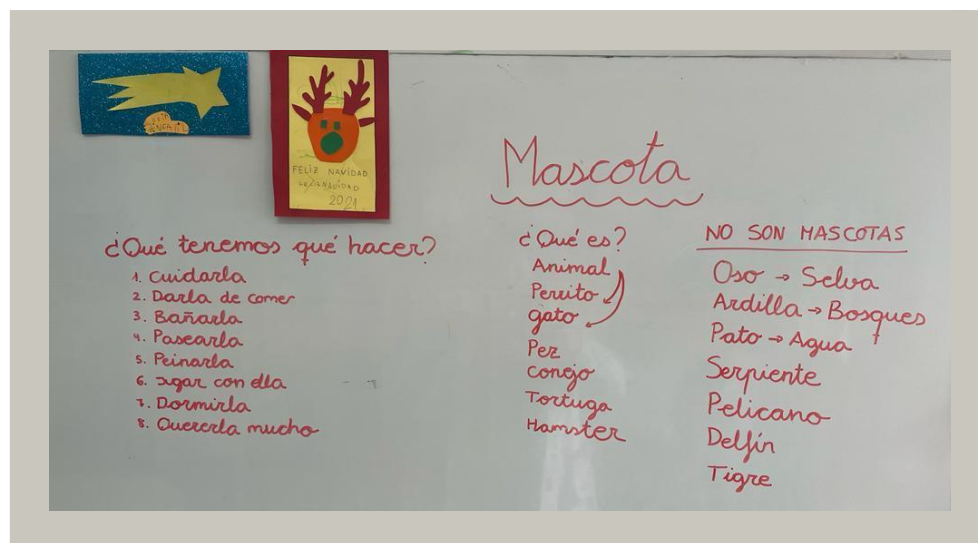 FELIZ NAVIDAD
2021
Mascota
¿Qué tenemos qué hacer?
1. Cuidarla
2. Darla de comer
3. Bañarla
4. Pasearla
5. Peinarla
6. Jugar con ella
7. Dormirla
8. Quererla mucho
¿Qué es?
Animal
Perrito
gato
Pez
Conejo
Tortuga
Hamster
NO SON MASCOTAS
Oso → Selva
Ardilla → Bosques
Pato → Agua
Serpiente
Pelicano
Delfín
Tigre